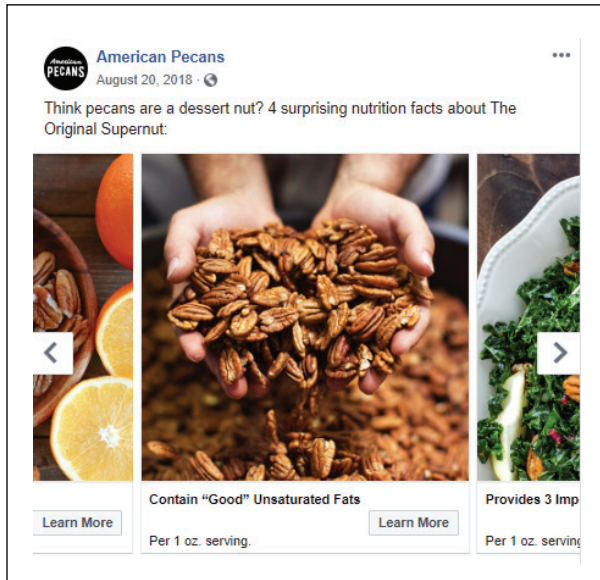 American PECANS
American Pecans
August 20, 2018 ·
Think pecans are a dessert nut? 4 surprising nutrition facts about The
Original Supernut:
Learn More
Contain “Good” Unsaturated Fats
Learn More
Per 1 oz. serving.
Provides 3 Imp
Per 1 oz. serving